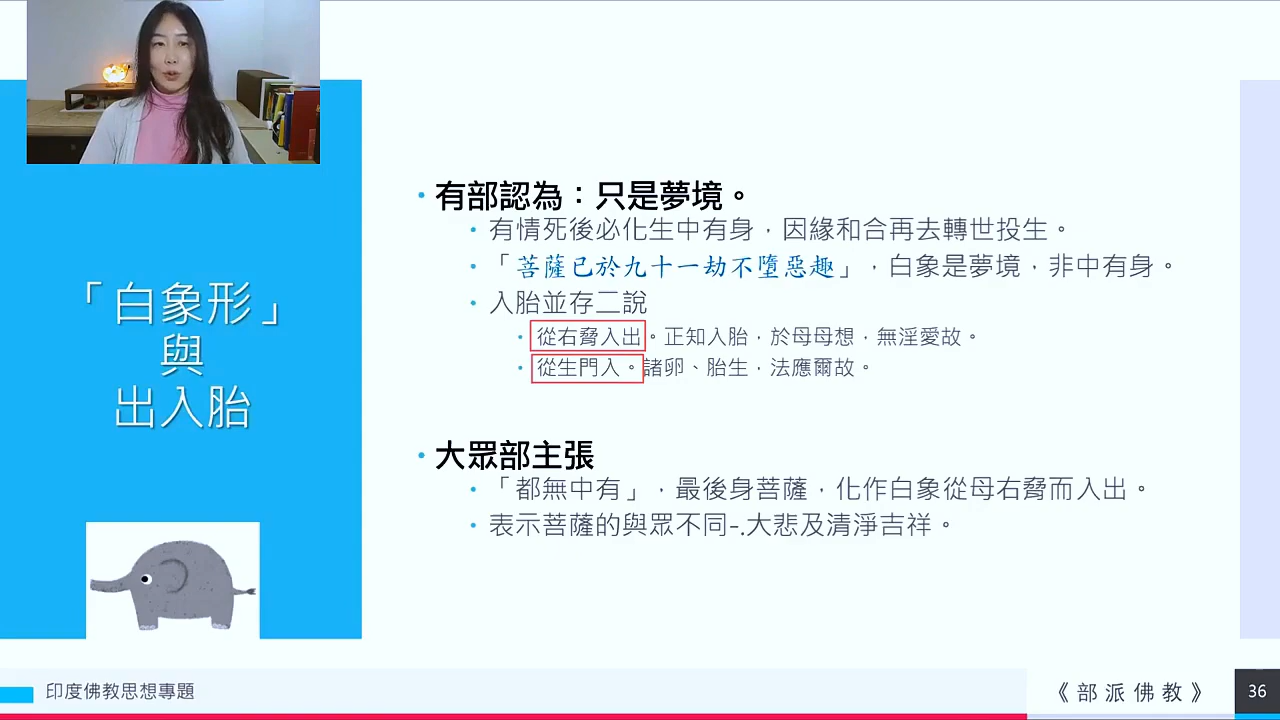 「白象形」
與
出入胎
• 有部認為：只是夢境。
• 有情死後必化生中有身，因緣和合再去轉世投生。
• 「菩薩已於九十一劫不墮惡趣」，白象是夢境，非中有身。
• 入胎並存二說
• 從右脅入出。正知入胎，於母母想，無淫愛故。
• 從生門入。諸卵、胎生，法應爾故。
• 大眾部主張
• 「都無中有」，最後身菩薩，化作白象從母右脅而入出。
• 表示菩薩的與眾不同-.大悲及清淨吉祥。
印度佛教思想專題
《部派佛教》
36